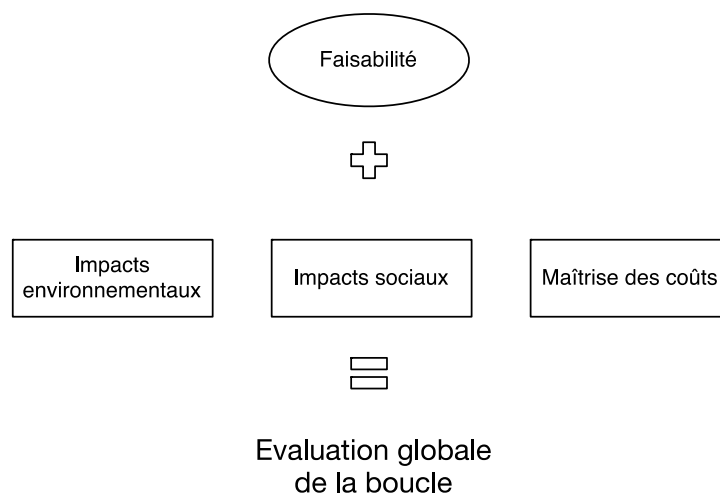 Faisabilité
Impacts
environnementaux
Impacts sociaux
Maîtrise des coûts
Evaluation globale
de la boucle